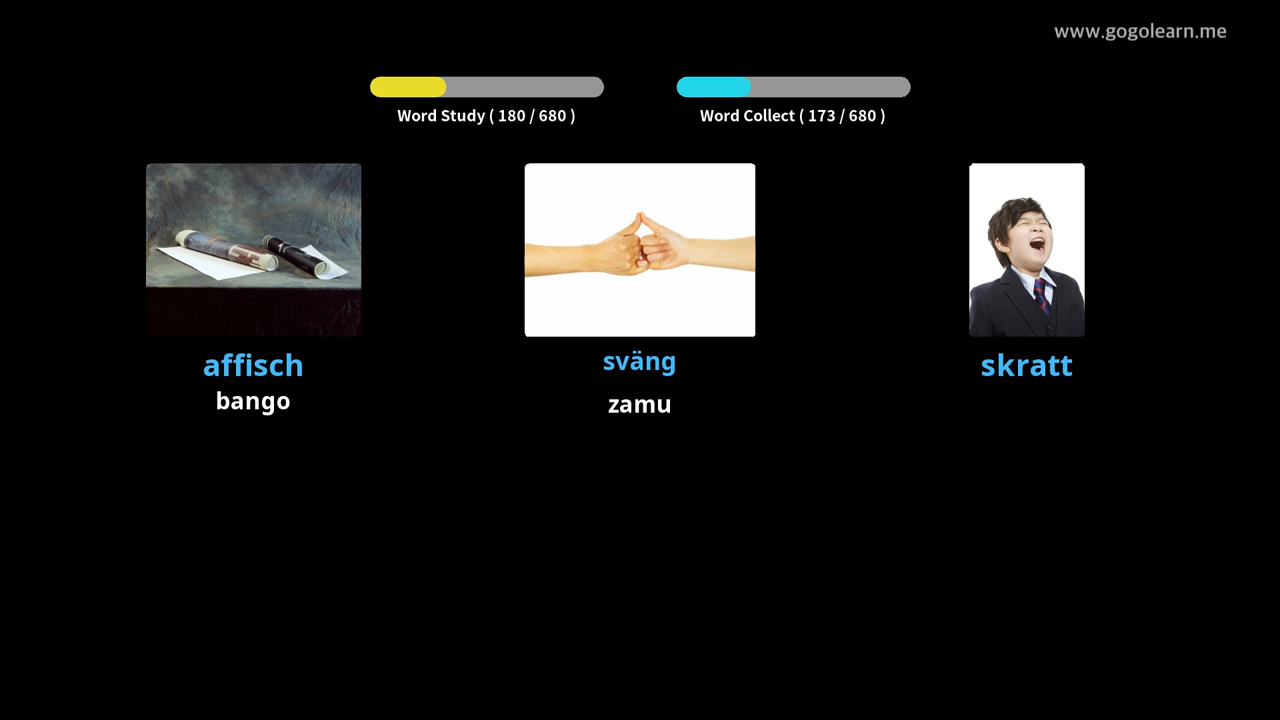 www.gogolearn.me
Word Study ( 180 / 680 )
Word Collect ( 173 / 680 )
affisch
bango
sväng
zamu
skratt